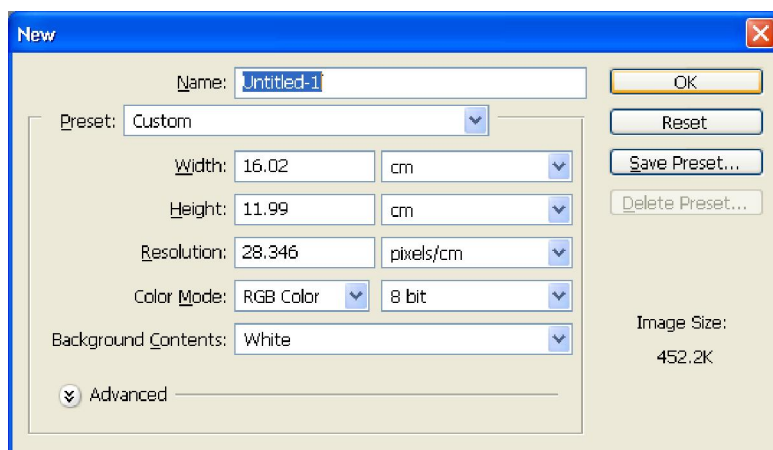 New
Name: Untitled-1
OK
Preset: Custom
Reset
Width: 16.02 cm
Save Preset...
Height: 11.99 cm
Delete Preset...
Resolution: 28.346 pixels/cm
Color Mode: RGB Color 8 bit
Image Size:
Background Contents: White
452.2K
Advanced